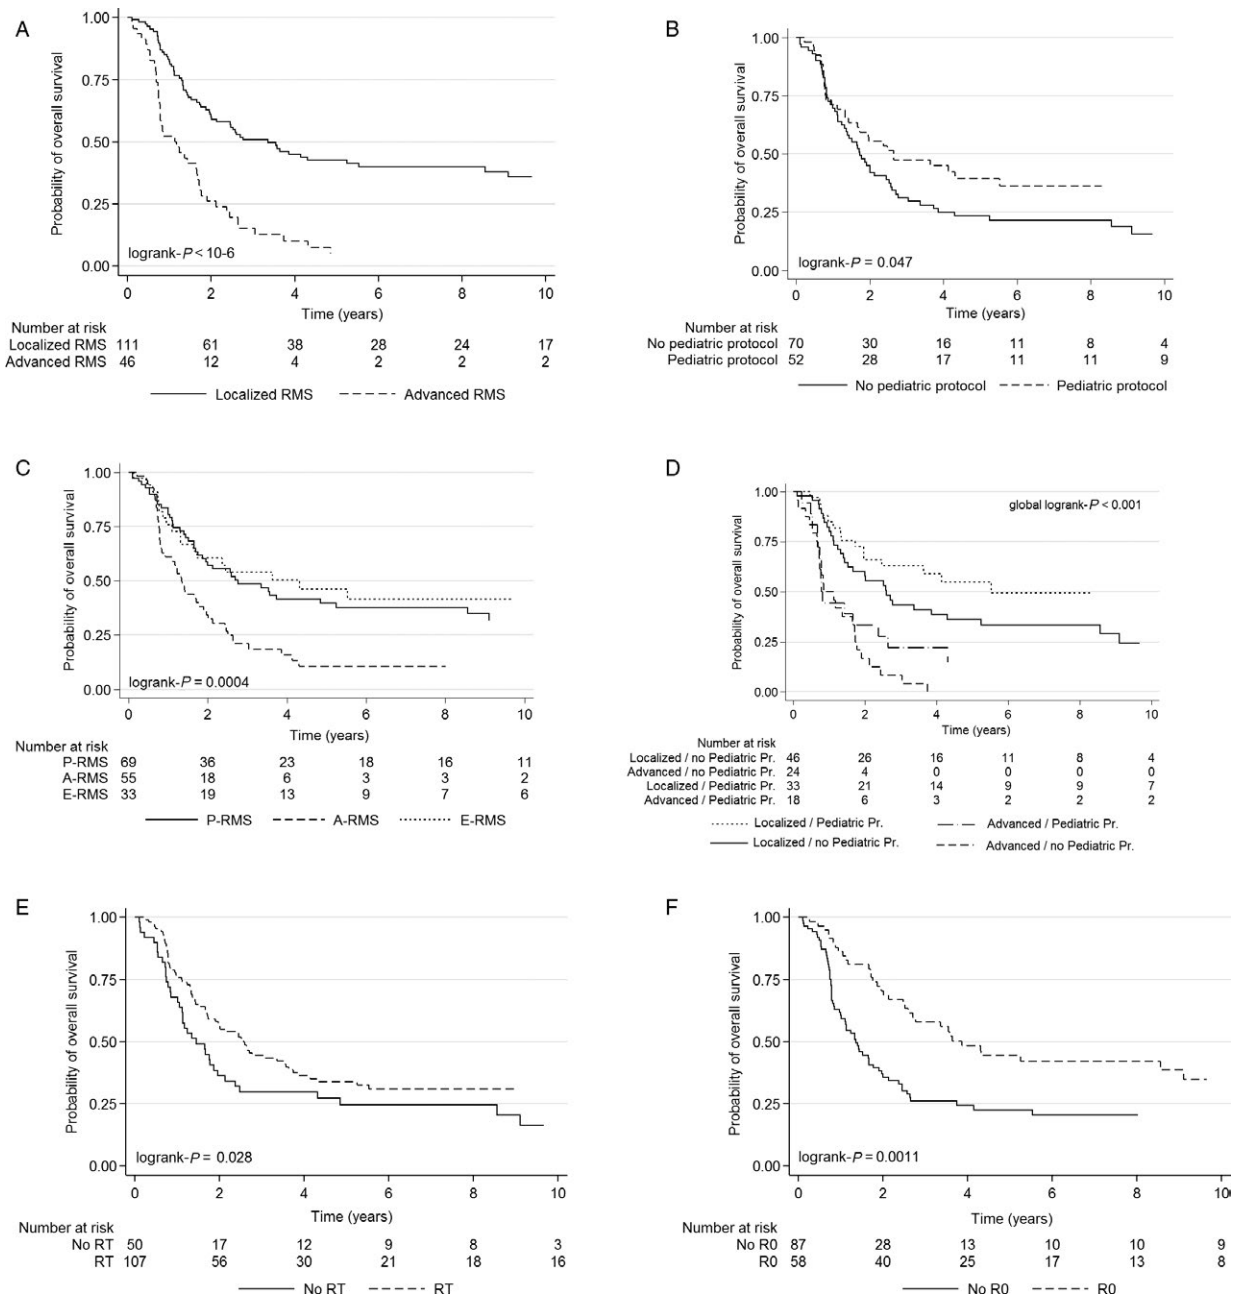 A
Probability of overall survival
1.00
0.75
0.50
0.25
0.00
logrank-P < 10-6
0 2 4 6 8 10
Time (years)
Number at risk
Localized RMS 111 61 38 28 24 17
Advanced RMS 46 12 4 2 2 2
Localized RMS Advanced RMS
B
Probability of overall survival
1.00
0.75
0.50
0.25
0.00
logrank-P = 0.047
0 2 4 6 8 10
Time (years)
Number at risk
No pediatric protocol 70 30 16 11 8 4
Pediatric protocol 52 28 17 11 11 9
No pediatric protocol Pediatric protocol
C
Probability of overall survival
1.00
0.75
0.50
0.25
0.00
logrank-P = 0.0004
0 2 4 6 8 10
Time (years)
Number at risk
P-RMS 69 36 23 18 16 11
A-RMS 55 18 6 3 3 2
E-RMS 33 19 13 9 7 6
P-RMS A-RMS E-RMS
D
Probability of overall survival
1.00
0.75
0.50
0.25
0.00
global logrank-P < 0.001
0 2 4 6 8 10
Time (years)
Number at risk
Localized / no Pediatric Pr. 46 26 16 11 8 4
Advanced / no Pediatric Pr. 24 4 0 0 0 0
Localized / Pediatric Pr. 33 21 14 9 9 7
Advanced / Pediatric Pr. 18 6 3 2 2 2
Localized / Pediatric Pr. Advanced / Pediatric Pr.
Localized / no Pediatric Pr. Advanced / no Pediatric Pr.
E
Probability of overall survival
1.00
0.75
0.50
0.25
0.00
logrank-P = 0.028
0 2 4 6 8 10
Time (years)
Number at risk
No RT 50 17 12 9 8 3
RT 107 56 30 21 18 16
No RT RT
F
Probability of overall survival
1.00
0.75
0.50
0.25
0.00
logrank-P = 0.0011
0 2 4 6 8 10
Time (years)
Number at risk
No R0 87 28 13 10 10 9
R0 58 40 25 17 13 8
No R0 R0